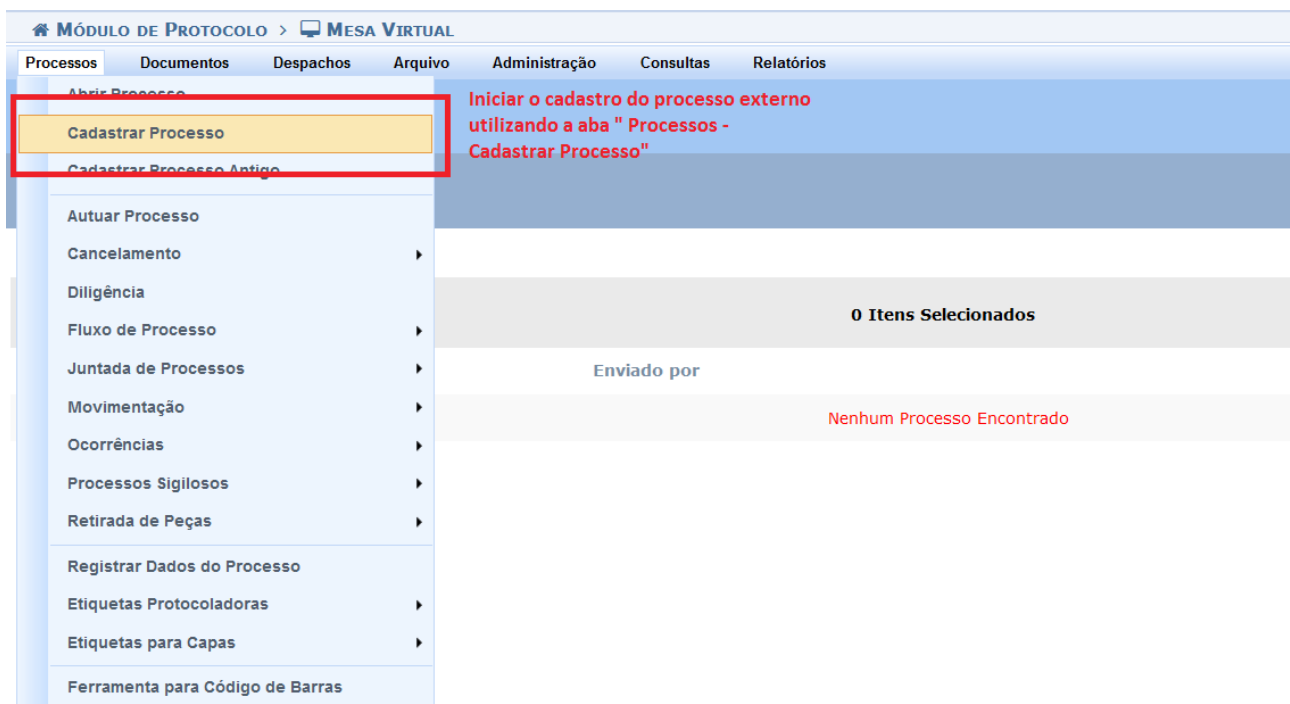 MÓDULO DE PROTOCOLO > MESA VIRTUAL
Processos Documentos Despachos Arquivo Administração Consultas Relatórios
Abrir Processo
Cadastrar Processo
Cadastrar Processo Antigo
Iniciar o cadastro do processo externo
utilizando a aba " Processos -
Cadastrar Processo"
Autuar Processo
Cancelamento
Diligência
0 Itens Selecionados
Fluxo de Processo
Juntada de Processos
Enviado por
Movimentação
Nenhum Processo Encontrado
Ocorrências
Processos Sigilosos
Retirada de Peças
Registrar Dados do Processo
Etiquetas Protocoladoras
Etiquetas para Capas
Ferramenta para Código de Barras